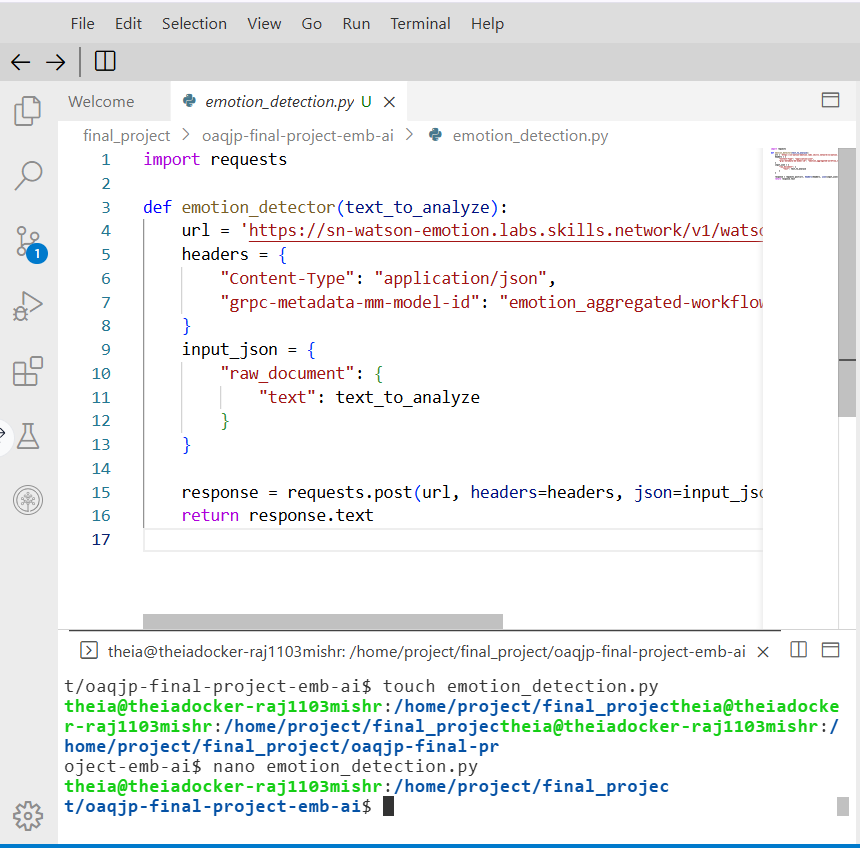 File Edit Selection View Go Run Terminal Help
Welcome emotion_detection.py U
final_project > oaqjp-final-project-emb-ai > emotion_detection.py
1 import requests
2
3 def emotion_detector(text_to_analyze):
4 url = 'https://sn-watson-emotion.labs.skills.network/v1/watso
5 headers = {
6 "Content-Type": "application/json",
7 "grpc-metadata-mm-model-id": "emotion_aggregated-workflow
8 }
9 input_json = {
10 "raw_document": {
11 "text": text_to_analyze
12 }
13 }
14
15 response = requests.post(url, headers=headers, json=input_jso
16 return response.text
17
1
theia@theiadocker-raj1103mishr: /home/project/final_project/oaqjp-final-project-emb-ai
t/oaqjp-final-project-emb-ai$ touch emotion_detection.py
theia@theiadocker-raj1103mishr:/home/project/final_projectheia@theiadocke
r-raj1103mishr:/home/project/final_projectheia@theiadocker-raj1103mishr:/
home/project/final_project/oaqjp-final-pr
oject-emb-ai$ nano emotion_detection.py
theia@theiadocker-raj1103mishr:/home/project/final_projec
t/oaqjp-final-project-emb-ai$